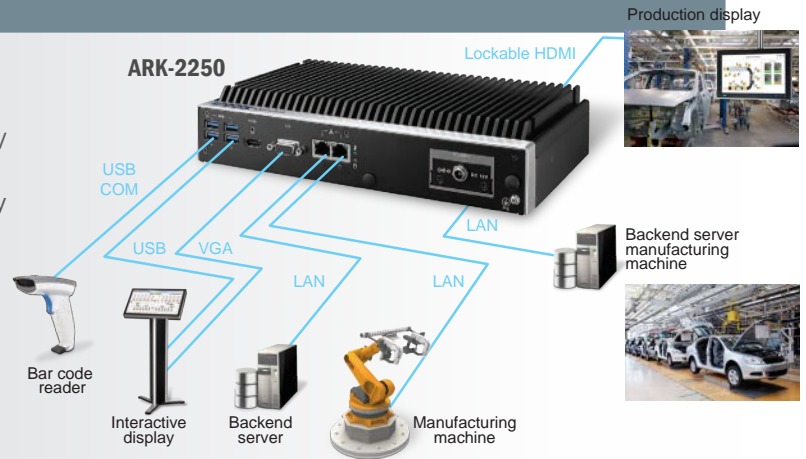 Production display
ARK-2250
Lockable HDMI
USB
COM
USB
VGA
LAN
LAN
LAN
Backend server
manufacturing
machine
Bar code
reader
Interactive
display
Backend
server
Manufacturing
machine